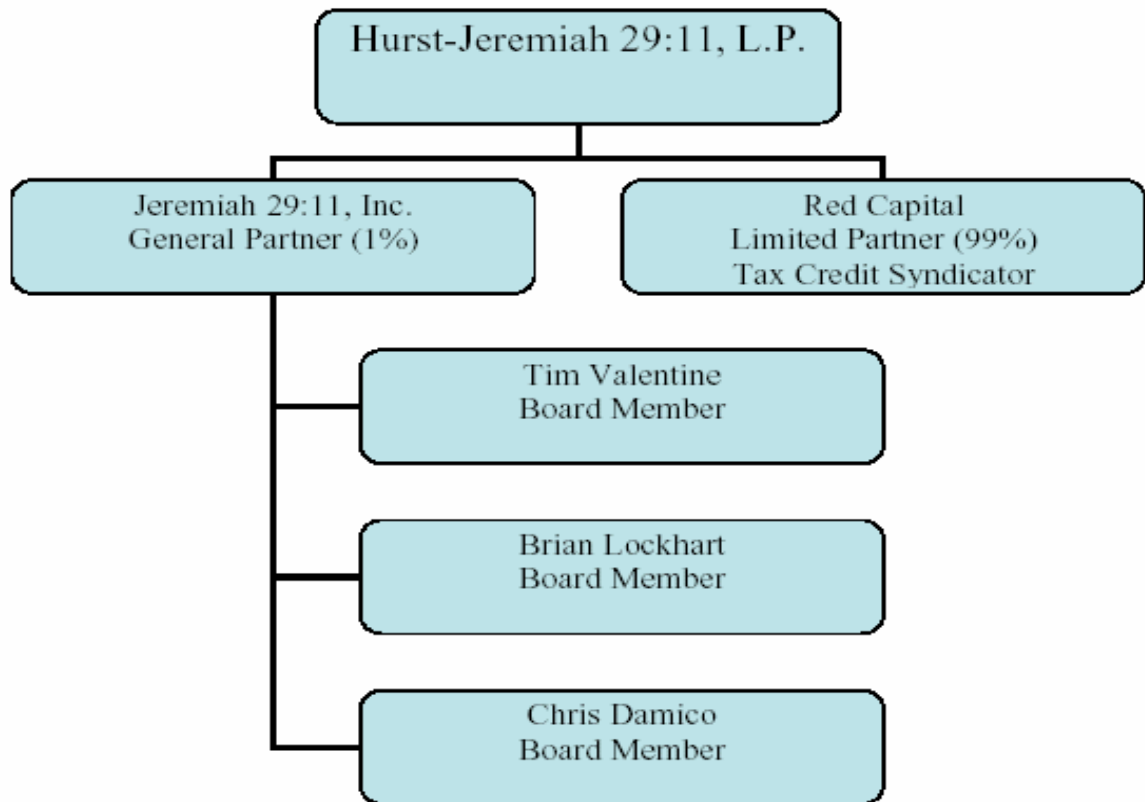 Hurst-Jeremiah 29:11, L.P.
Jeremiah 29:11, Inc.
General Partner (1%)
Red Capital
Limited Partner (99%)
Tax Credit Syndicator
Tim Valentine
Board Member
Brian Lockhart
Board Member
Chris Damico
Board Member